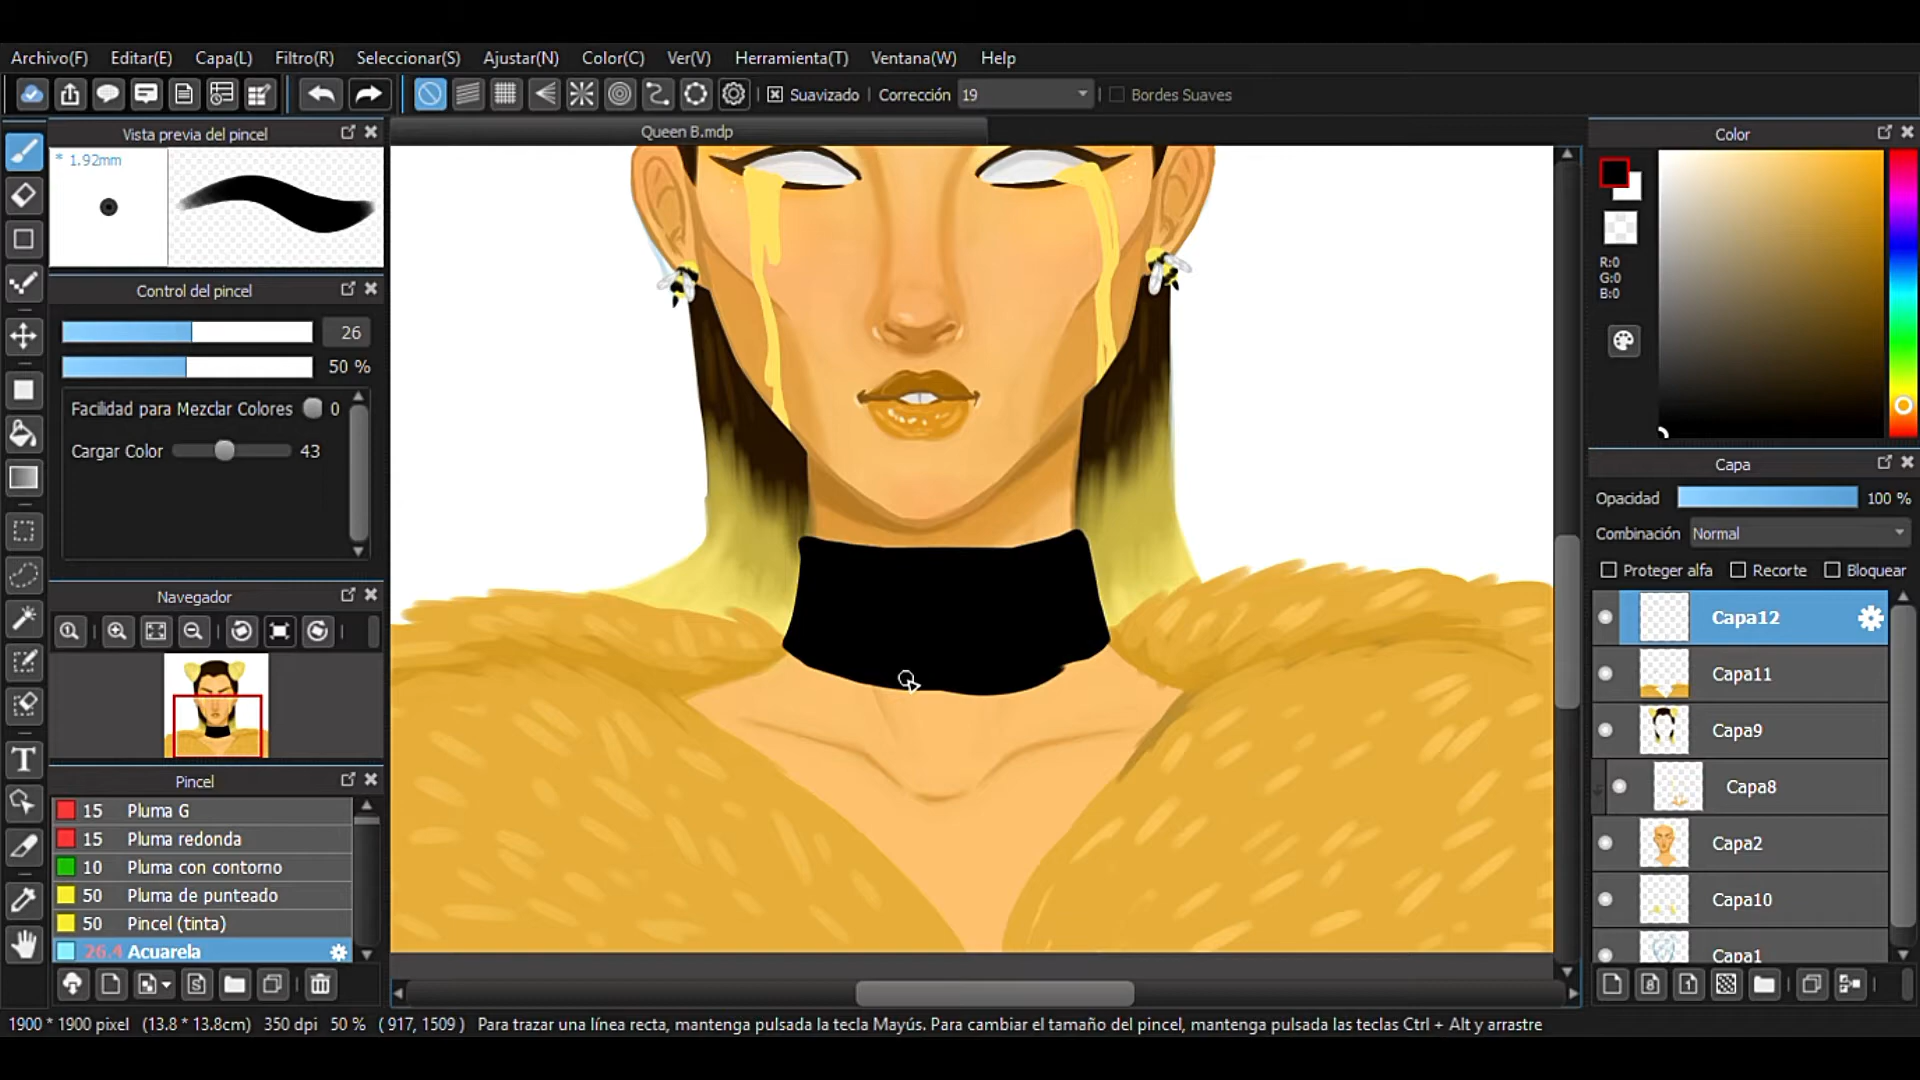 Archivo(F) Editar(E) Capa(L) Filtro(R) Seleccionar(S) Ajustar(N) Color(C) Ver(V) Herramienta(T) Ventana(W) Help
Suavizado Corrección 19 Bordes Suaves
Vista previa del pincel
Queen B.mdp
* 1.92mm
Control del pincel
26
50 %
Facilidad para Mezclar Colores 0
Cargar Color 43
Navegador
Pincel
15 Pluma G
15 Pluma redonda
10 Pluma con contorno
50 Pluma de punteado
50 Pincel (tinta)
26.4 Acuarela
Color
R:0
G:0
B:0
Capa
Opacidad 100 %
Combinación Normal
Proteger alfa Recorte Bloquear
Capa12
Capa11
Capa9
Capa8
Capa2
Capa10
Capa1
1900 * 1900 pixel (13.8 * 13.8cm) 350 dpi 50 % ( 917, 1509 ) Para trazar una línea recta, mantenga pulsada la tecla Mayús. Para cambiar el tamaño del pincel, mantenga pulsada las teclas Ctrl + Alt y arrastre